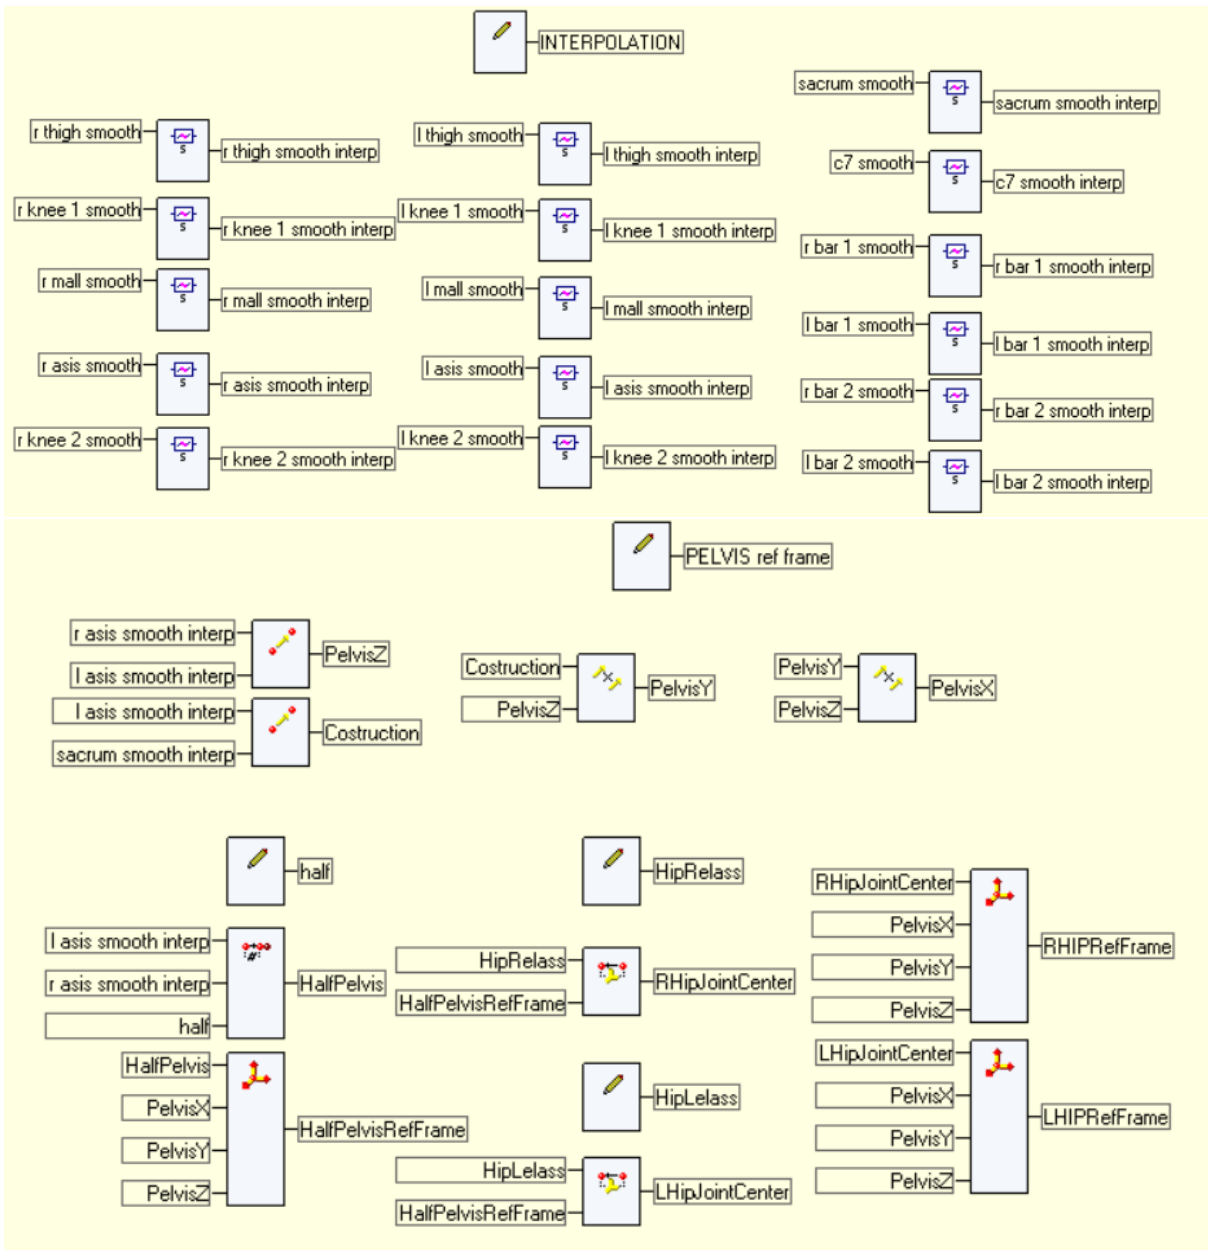 INTERPOLATION
r thigh smooth
S
r thigh smooth interp
r knee 1 smooth
S
r knee 1 smooth interp
r mall smooth
S
r mall smooth interp
r asis smooth
S
r asis smooth interp
r knee 2 smooth
S
r knee 2 smooth interp
l thigh smooth
S
l thigh smooth interp
l knee 1 smooth
S
l knee 1 smooth interp
l mall smooth
S
l mall smooth interp
l asis smooth
S
l asis smooth interp
l knee 2 smooth
S
l knee 2 smooth interp
sacrum smooth
S
sacrum smooth interp
c7 smooth
S
c7 smooth interp
r bar 1 smooth
S
r bar 1 smooth interp
l bar 1 smooth
S
l bar 1 smooth interp
r bar 2 smooth
S
r bar 2 smooth interp
l bar 2 smooth
S
l bar 2 smooth interp
PELVIS ref frame
r asis smooth interp
l asis smooth interp
PelvisZ
l asis smooth interp
sacrum smooth interp
Costruction
Costruction
PelvisZ
PelvisY
PelvisY
PelvisZ
PelvisX
half
l asis smooth interp
r asis smooth interp
half
#
HalfPelvis
HalfPelvis
PelvisX
PelvisY
PelvisZ
HalfPelvisRefFrame
HipRelass
HipRelass
HalfPelvisRefFrame
RHipJointCenter
HipLelass
HipLelass
HalfPelvisRefFrame
LHipJointCenter
RHipJointCenter
PelvisX
PelvisY
PelvisZ
RHIPRefFrame
LHipJointCenter
PelvisX
PelvisY
PelvisZ
LHIPRefFrame